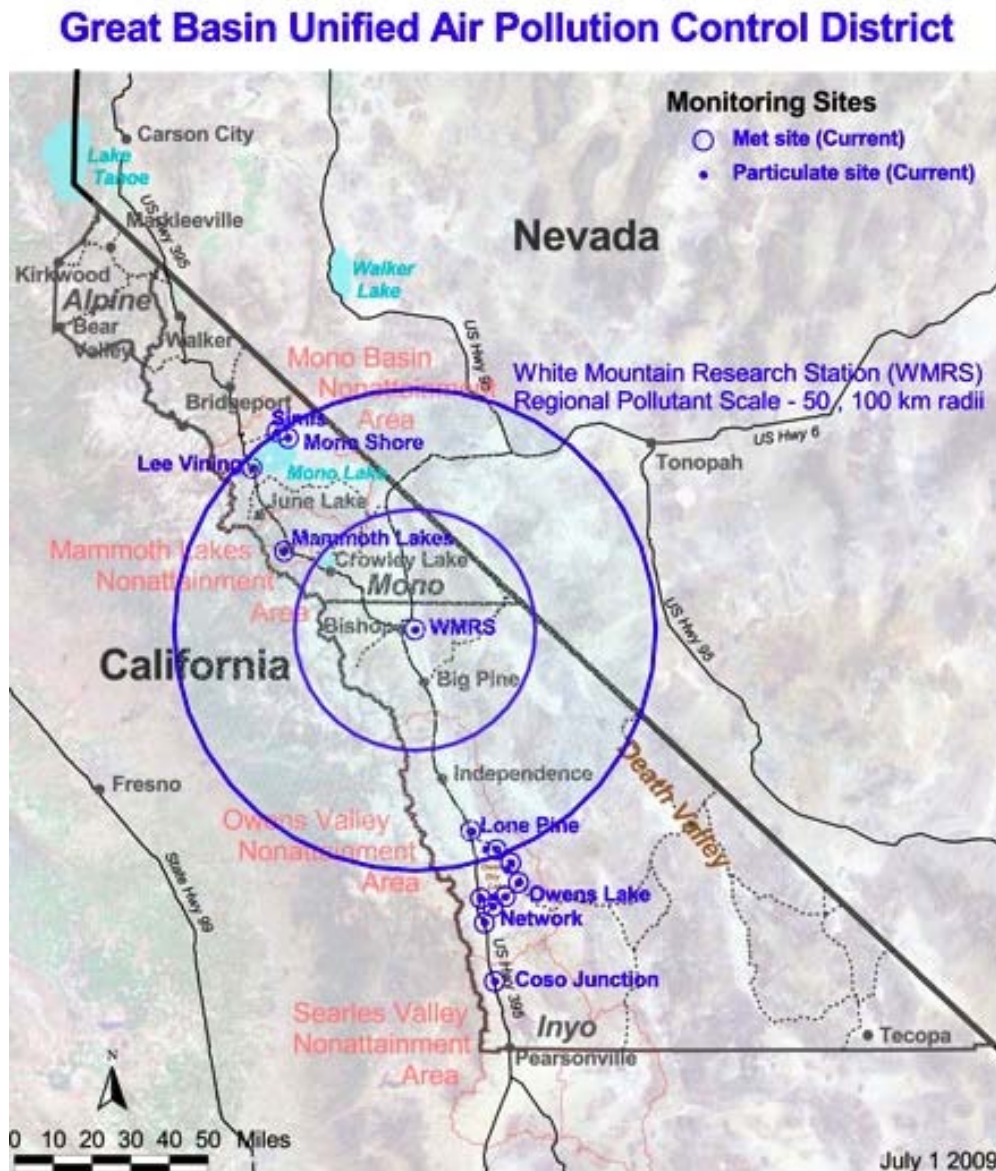 Great Basin Unified Air Pollution Control District
Monitoring Sites
Met site (Current)
Particulate site (Current)
Carson City
Lake
Tahoe
US Hwy 395
Markleeville
Nevada
Kirkwood
Alpine
Walker
Lake
Bear
Valley
Walker
US Hwy 95
Mono Basin
Nonattainment
Area
White Mountain Research Station (WMRS)
Regional Pollutant Scale - 50 , 100 km radii
Bridgeport
Simis
Mono Shore
US Hwy 6
Tonopah
Lee Vining
Mono Lake
June Lake
Mammoth Lakes
Mammoth Lakes
Nonattainment
Area
Crowley Lake
Mono
Bishop
WMRS
US Hwy 95
California
Big Pine
Death Valley
Independence
Fresno
Owens Valley
Nonattainment
Area
Lone Pine
State Hwy 99
Owens Lake
Network
US Hwy 395
Coso Junction
Searles Valley
Nonattainment
Area
Inyo
Tecopa
Pearsonville
N
0 10 20 30 40 50 Miles
July 1 2009